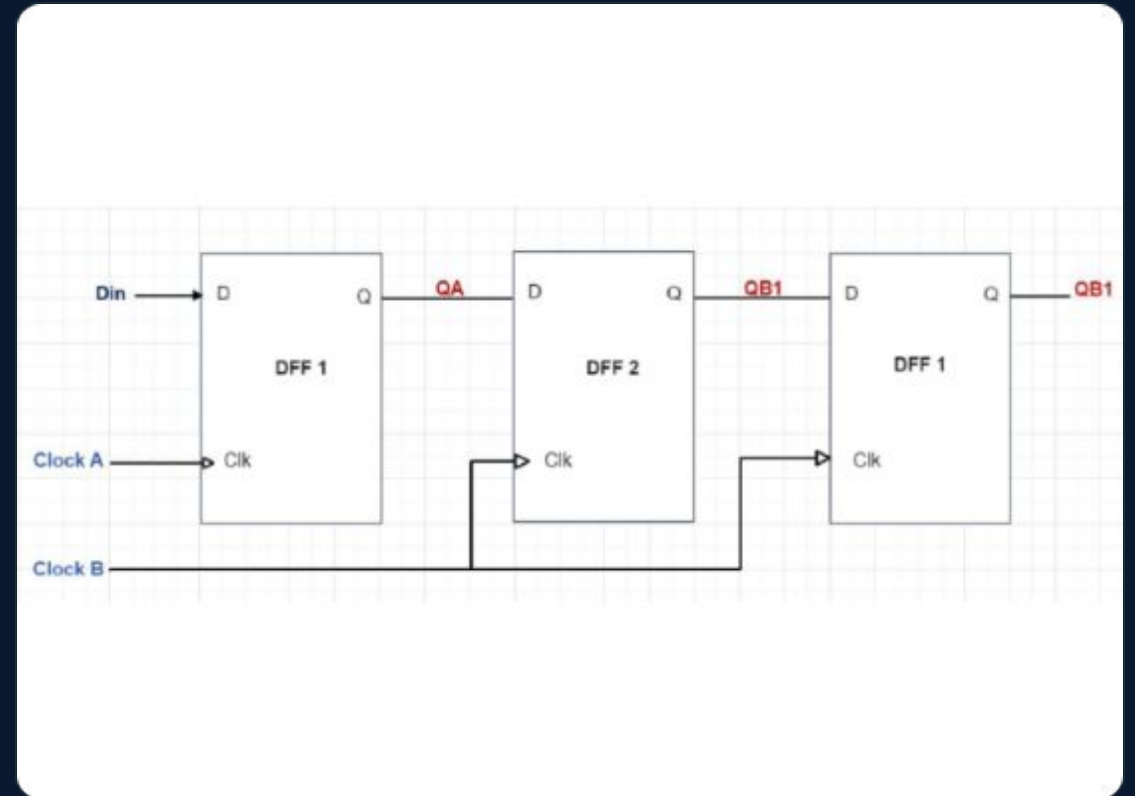 Din
D
Q
QA
D
Q
QB1
D
Q
QB1
DFF 1
DFF 2
DFF 1
Clock A
Clk
Clk
Clk
Clock B